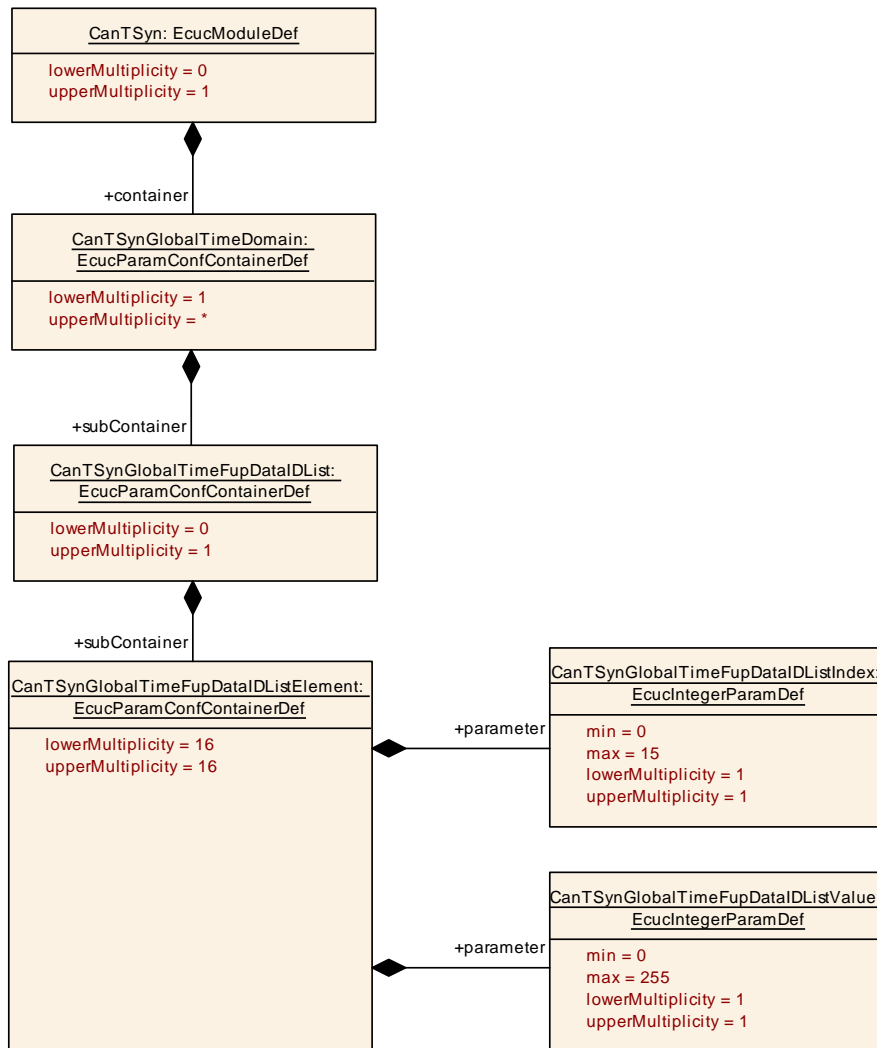 CanTSyn: EcucModuleDef
lowerMultiplicity = 0
upperMultiplicity = 1
+container
CanTSynGlobalTimeDomain:
EcucParamConfContainerDef
lowerMultiplicity = 1
upperMultiplicity = *
+subContainer
CanTSynGlobalTimeFupDataIDList:
EcucParamConfContainerDef
lowerMultiplicity = 0
upperMultiplicity = 1
+subContainer
CanTSynGlobalTimeFupDataIDListElement:
EcucParamConfContainerDef
lowerMultiplicity = 16
upperMultiplicity = 16
+parameter
CanTSynGlobalTimeFupDataIDListIndex:
EcucIntegerParamDef
min = 0
max = 15
lowerMultiplicity = 1
upperMultiplicity = 1
+parameter
CanTSynGlobalTimeFupDataIDListValue
EcucIntegerParamDef
min = 0
max = 255
lowerMultiplicity = 1
upperMultiplicity = 1